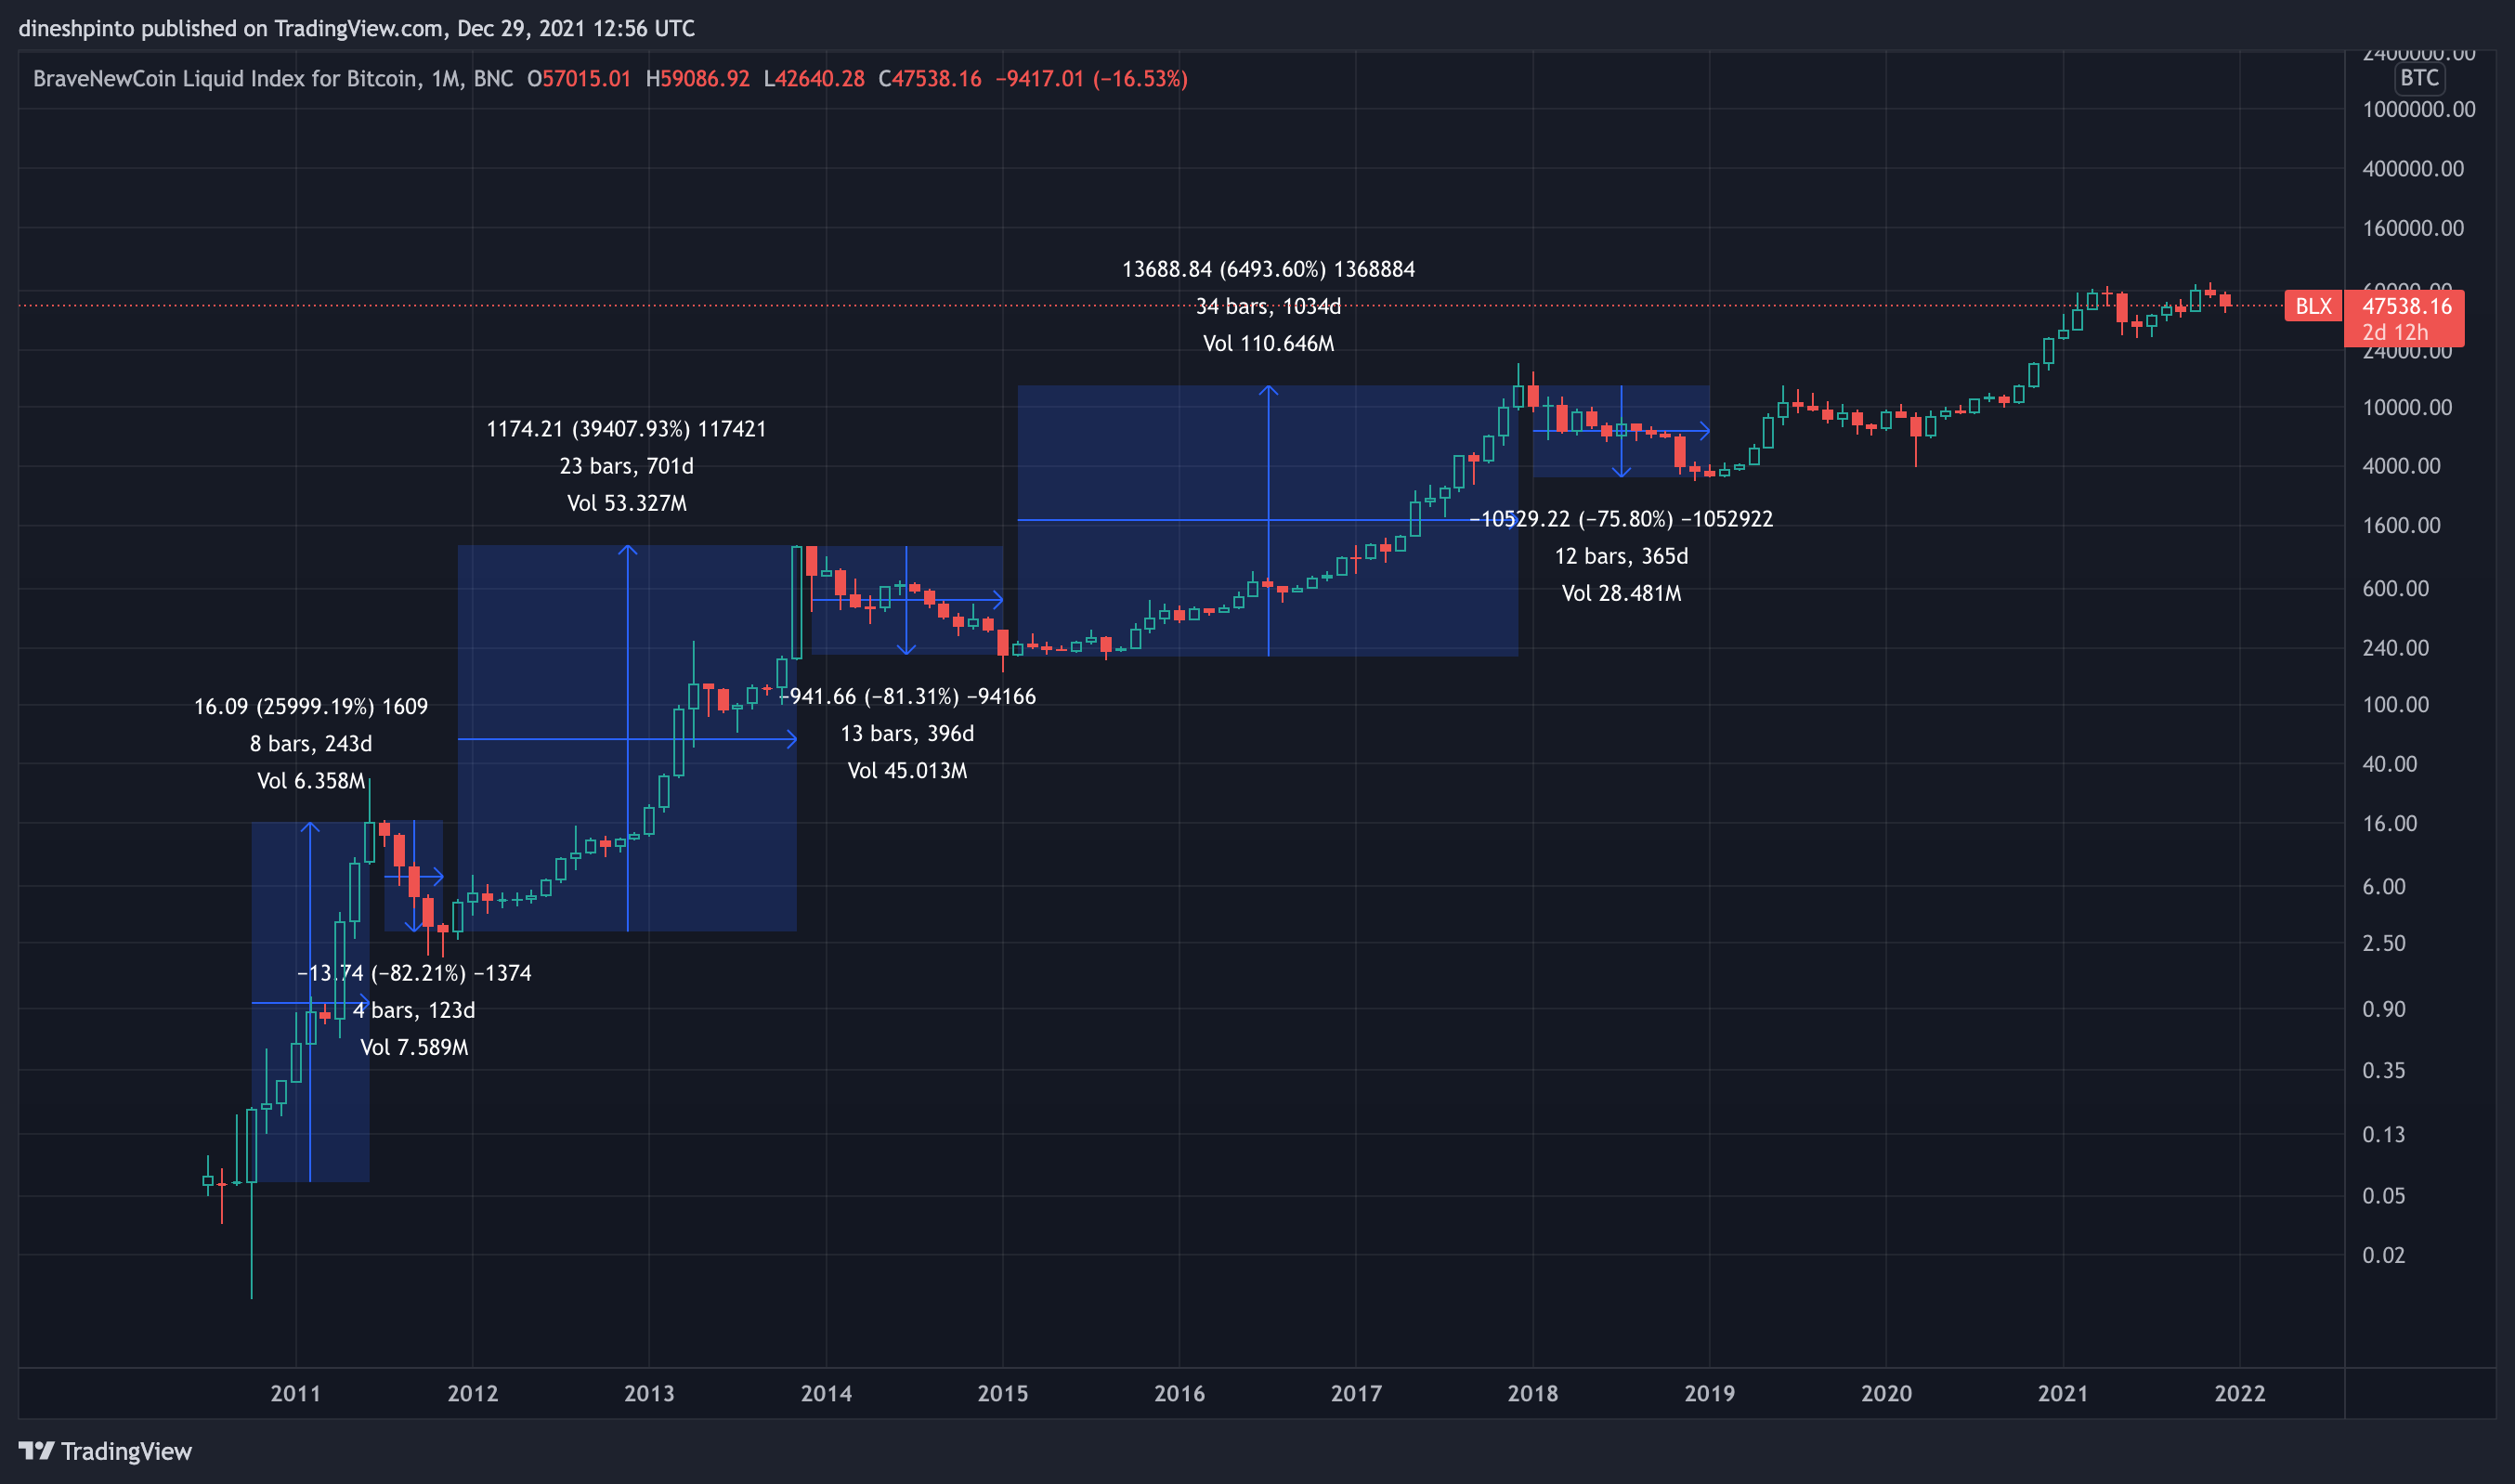 dineshpinto published on TradingView.com, Dec 29, 2021 12:56 UTC
BraveNewCoin Liquid Index for Bitcoin, 1M, BNC O57015.01 H59086.92 L42640.28 C47538.16 −9417.01 (−16.53%)
2400000.00
BTC
1000000.00
400000.00
160000.00
60000.00
BLX 47538.16
2d 12h
24000.00
10000.00
4000.00
1600.00
600.00
240.00
100.00
40.00
16.00
6.00
2.50
0.90
0.35
0.13
0.05
0.02
13688.84 (6493.60%) 1368884
34 bars, 1034d
Vol 110.646M
1174.21 (39407.93%) 117421
23 bars, 701d
Vol 53.327M
−10529.22 (−75.80%) −1052922
12 bars, 365d
Vol 28.481M
16.09 (25999.19%) 1609
8 bars, 243d
Vol 6.358M
−941.66 (−81.31%) −94166
13 bars, 396d
Vol 45.013M
−13.74 (−82.21%) −1374
4 bars, 123d
Vol 7.589M
2011 2012 2013 2014 2015 2016 2017 2018 2019 2020 2021 2022
TradingView